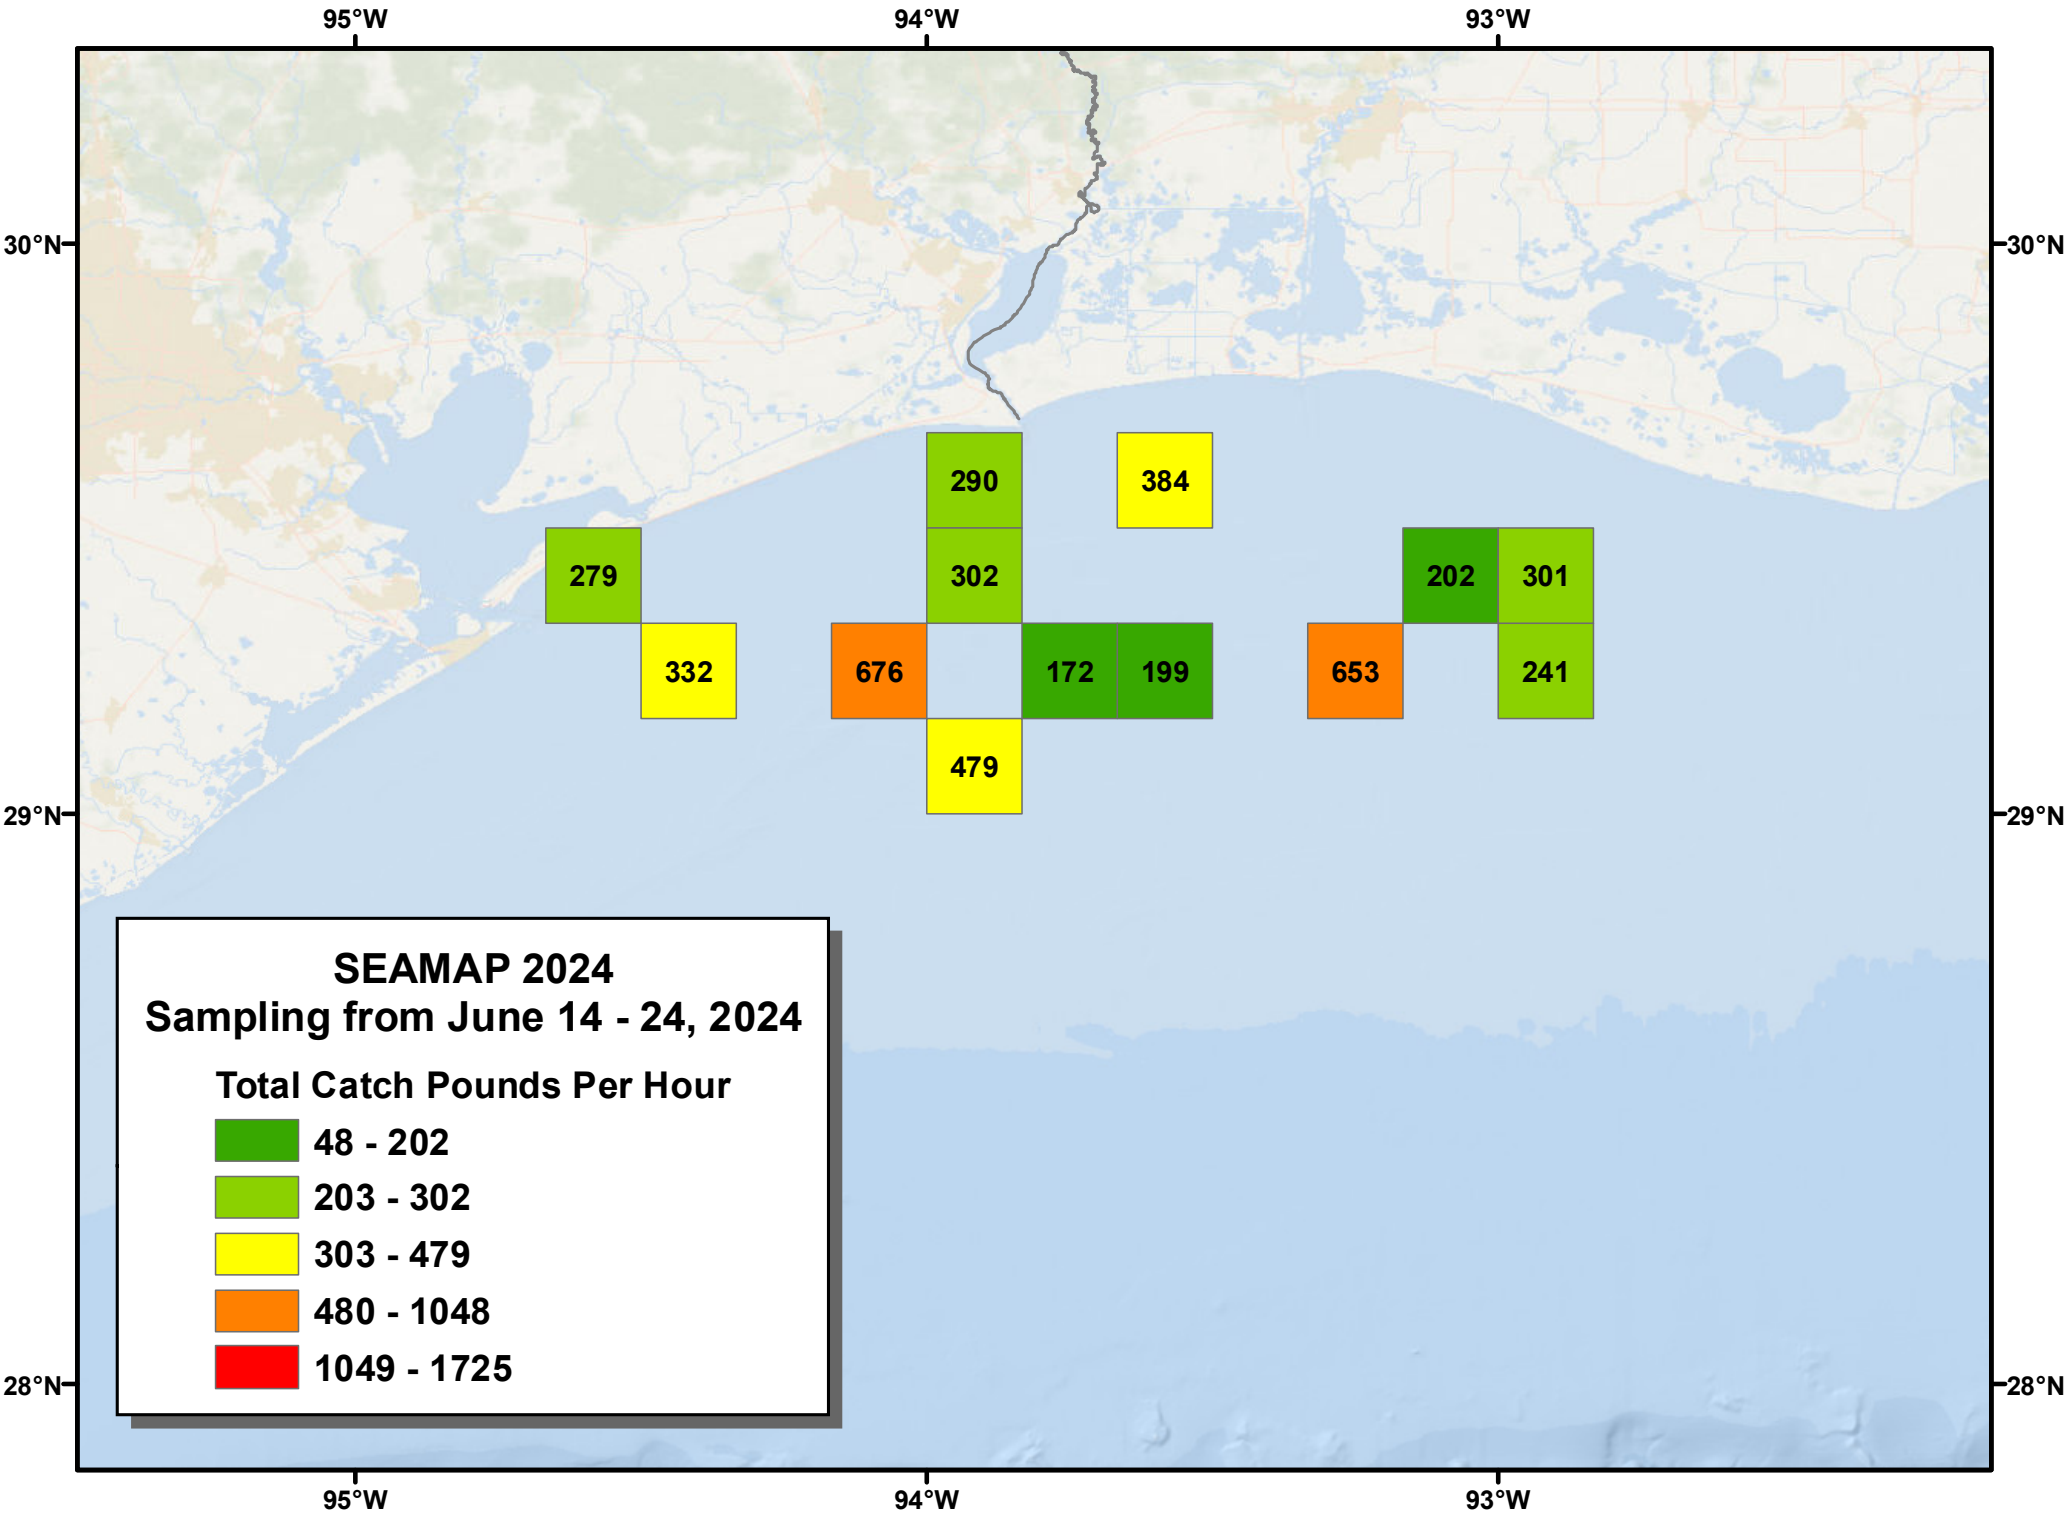 95°W 94°W 93°W
30°N 30°N
290 384
279 302 202 301
332 676 172 199 653 241
479
29°N 29°N
SEAMAP 2024
Sampling from June 14 - 24, 2024
Total Catch Pounds Per Hour
48 - 202
203 - 302
303 - 479
480 - 1048
1049 - 1725
28°N 28°N
95°W 94°W 93°W